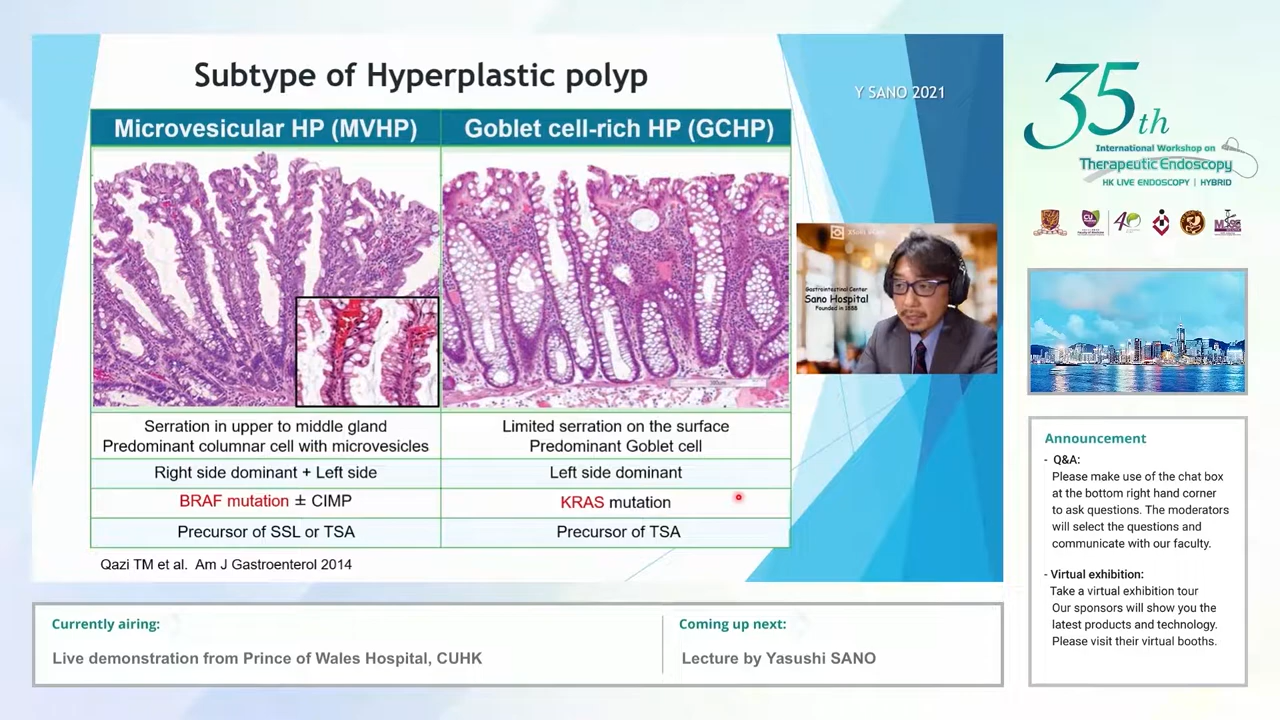 Subtype of Hyperplastic polyp
Y SANO 2021
Microvesicular HP (MVHP)
Goblet cell-rich HP (GCHP)
Serration in upper to middle gland
Predominant columnar cell with microvesicles
Limited serration on the surface
Predominant Goblet cell
Right side dominant + Left side
Left side dominant
BRAF mutation ± CIMP
KRAS mutation
Precursor of SSL or TSA
Precursor of TSA
Qazi TM et al. Am J Gastroenterol 2014
Gastrointestinal Center
Sano Hospital
Founded in 1888
35th
International Workshop on
Therapeutic Endoscopy
HK LIVE ENDOSCOPY | HYBRID
Announcement
- Q&A:
Please make use of the chat box
at the bottom right hand corner
to ask questions. The moderators
will select the questions and
communicate with our faculty.
- Virtual exhibition:
Take a virtual exhibition tour
Our sponsors will show you the
latest products and technology.
Please visit their virtual booths.
Currently airing:
Live demonstration from Prince of Wales Hospital, CUHK
Coming up next:
Lecture by Yasushi SANO